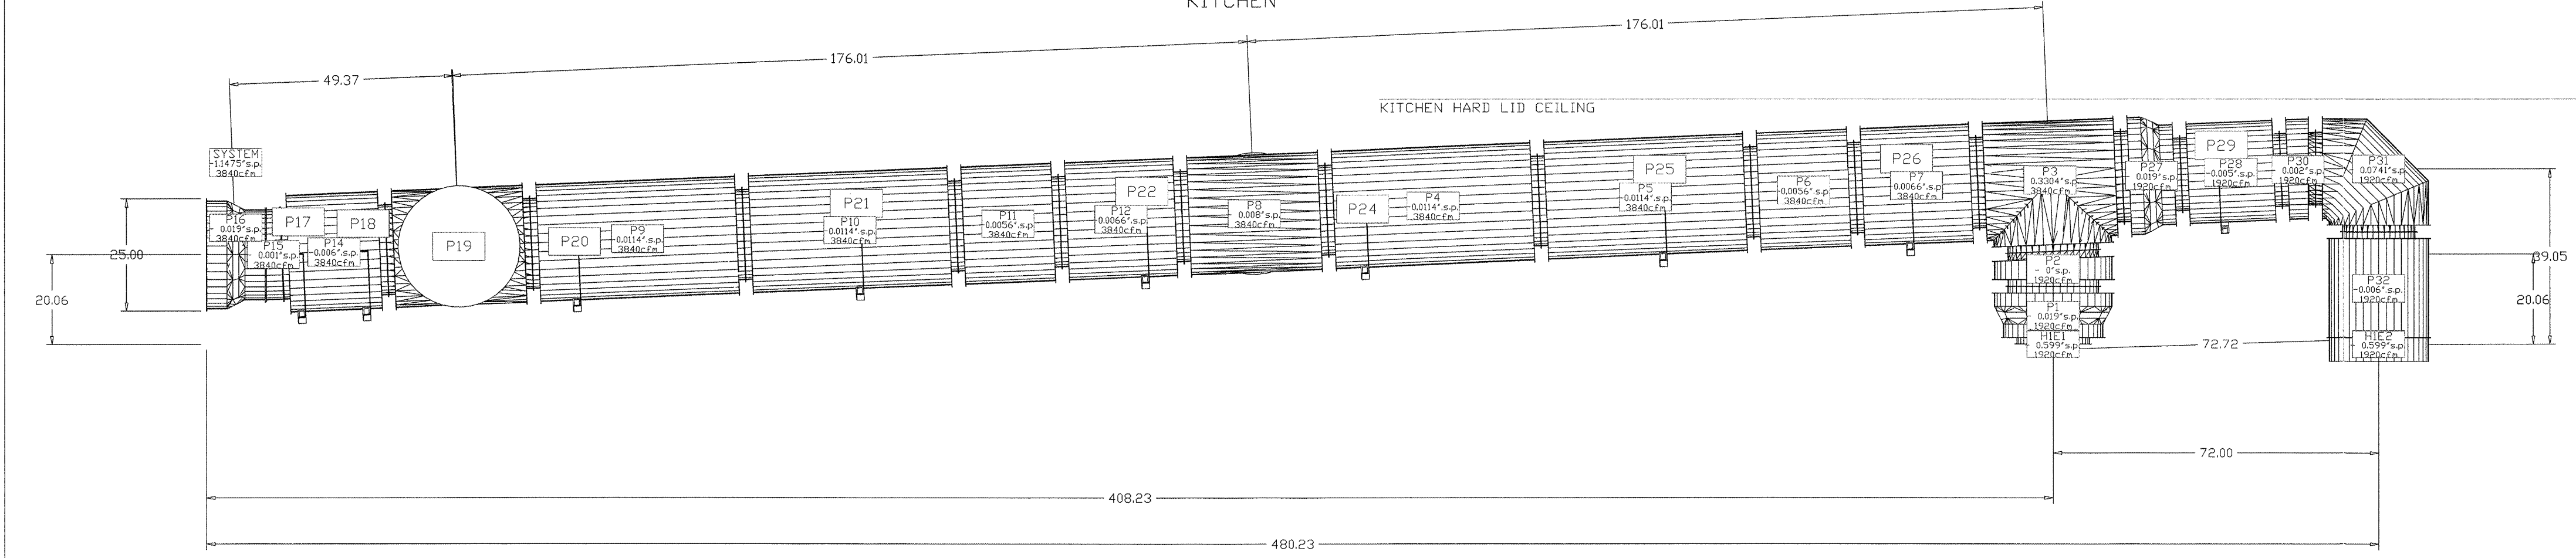 KITCHEN
176.01
176.01
49.37
KITCHEN HARD LID CEILING
SYSTEM
-1.1475"s.p.
3840cfm
P16
0.019"s.p.
3840cfm
P17
P18
P15
0.001"s.p.
3840cfm
P14
-0.006"s.p.
3840cfm
P19
P20
P9
-0.0114"s.p.
3840cfm
P21
P10
0.0114"s.p.
3840cfm
P11
0.0056"s.p.
3840cfm
P22
P12
0.0066"s.p.
3840cfm
P8
0.008"s.p.
3840cfm
P24
P4
-0.0114"s.p.
3840cfm
P25
P5
-0.0114"s.p.
3840cfm
P6
0.0056"s.p.
3840cfm
P26
P7
0.0066"s.p.
3840cfm
P3
0.3304"s.p.
3840cfm
P27
0.019"s.p.
1920cfm
P29
P28
-0.005"s.p.
1920cfm
P30
0.002"s.p.
1920cfm
P31
0.0741"s.p.
1920cfm
P2
- 0"s.p.
1920cfm
P1
- 0.019"s.p.
1920cfm
H1E1
- 0.599"s.p.
1920cfm
P32
-0.006"s.p.
1920cfm
H1E2
- 0.599"s.p.
1920cfm
25.00
20.06
39.05
20.06
72.72
72.00
408.23
480.23